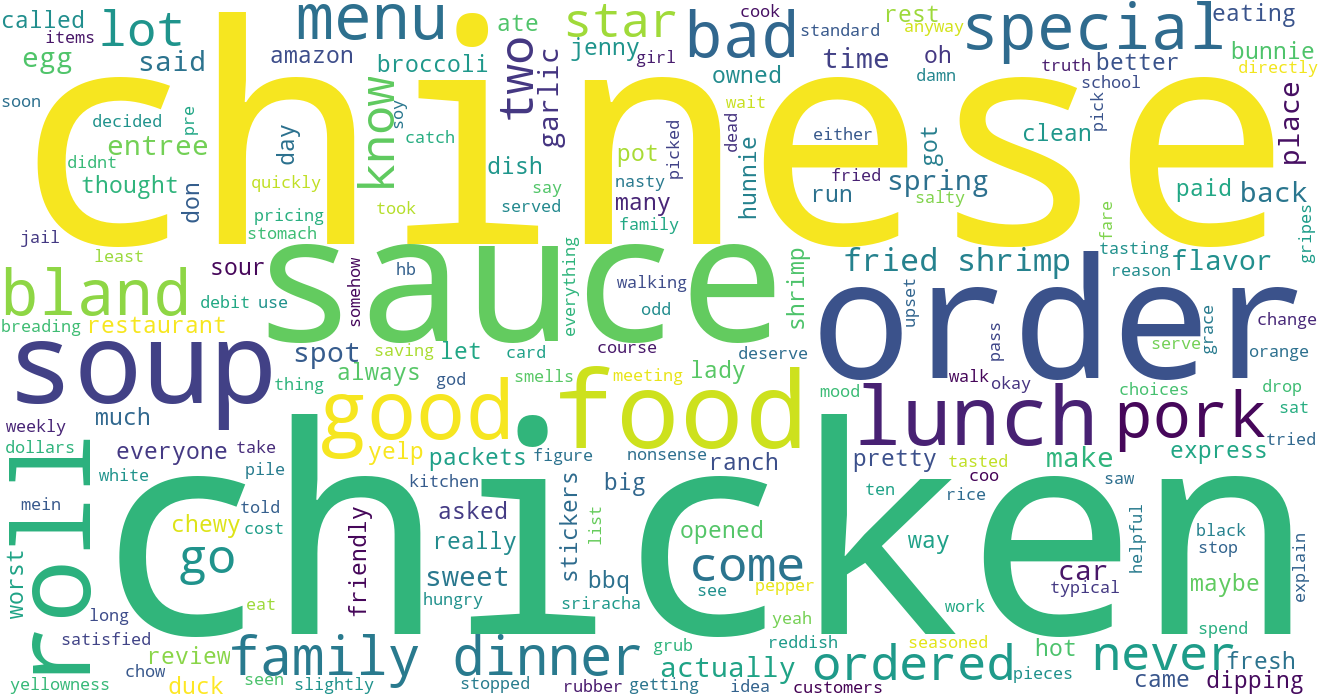 chinese
chicken
sauce
order
soup
food
good
lunch
pork
roll
bland
special
bad
menu
star
lot
know
two
family dinner
ordered
never
come
go
called
items
egg
said
amazon
broccoli
ate
jenny
girl
cook
standard
rest
anyway
eating
bunnie
directly
soon
decided
pre
day
entree
didnt
thought
don
quickly
pricing
stomach
took
soy
catch
garlic
dish
say
served
pot
nasty
many
family
picked
owned
wait
dead
hunnie
time
oh
damn
truth
better
school
pick
place
either
got
clean
fried
run
spring
salty
paid
back
fare
gripes
jail
least
sour
somehow
hb
everything
walking
odd
shrimp
fried shrimp
tasting
reason
flavor
debit
use
breading
restaurant
spot
saving
let
card
course
smells
meeting
lady
deserve
upset
pass
grace
serve
change
orange
thing
always
god
mood
walk
okay
choices
drop
sat
tried
weekly
much
dollars
everyone
take
yelp
packets
figure
nonsense
ranch
pretty
tasted
coo
make
express
white
pile
mein
told
cost
chewy
friendly
kitchen
asked
really
stickers
big
list
opened
ten
rice
saw
way
black
stop
helpful
explain
worst
sweet
hungry
bbq
sriracha
see
pepper
car
typical
maybe
long
eat
yeah
work
spend
satisfied
chow
review
seen
slightly
stopped
grub
actually
reddish
seasoned
hot
pieces
came
fresh
dipping
yellowness
duck
rubber
getting
idea
customers